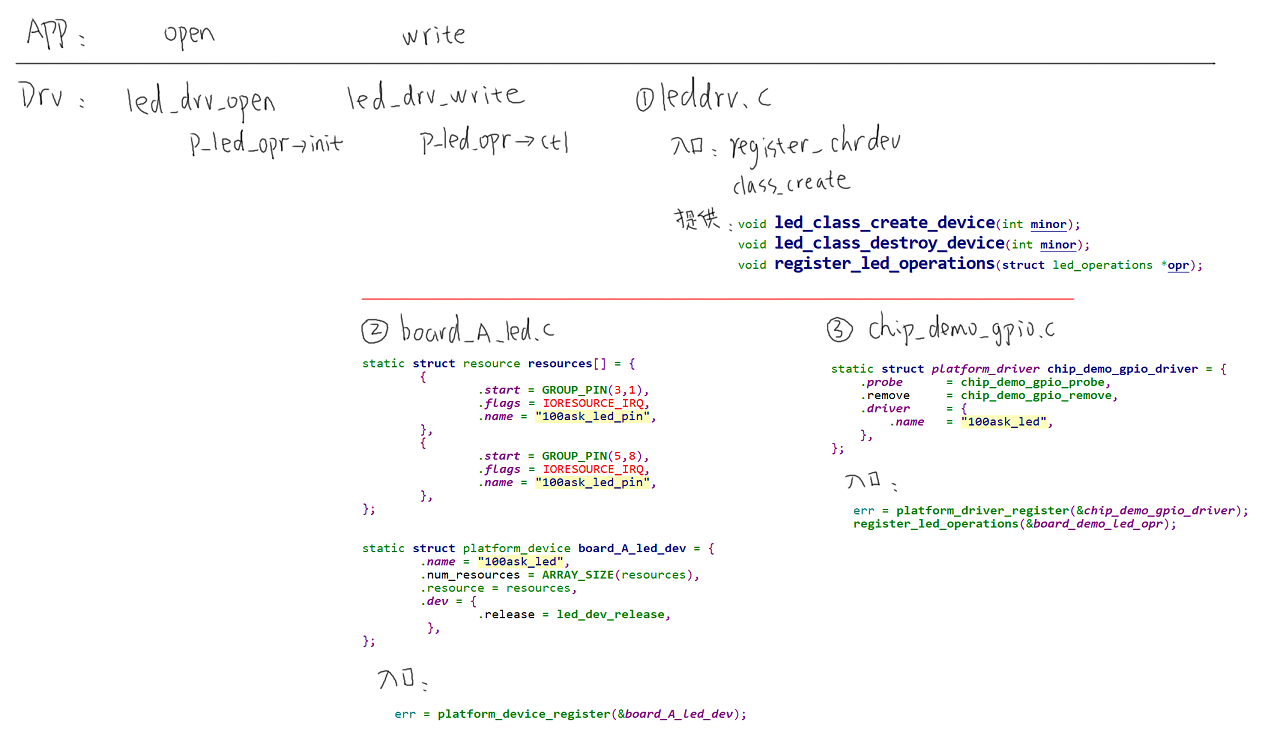 APP: open write
Drv: led_drv_open led_drv_write ①leddrv.c
p_led_opr→init p_led_opr→ctl
入口: register_chrdev
class_create
提供: void led_class_create_device(int minor);
void led_class_destroy_device(int minor);
void register_led_operations(struct led_operations *opr);
② board_A_led.c
static struct resource resources[] = {
{
.start = GROUP_PIN(3,1),
.flags = IORESOURCE_IRQ,
.name = "100ask_led_pin",
},
{
.start = GROUP_PIN(5,8),
.flags = IORESOURCE_IRQ,
.name = "100ask_led_pin",
},
};
static struct platform_device board_A_led_dev = {
.name = "100ask_led",
.num_resources = ARRAY_SIZE(resources),
.resource = resources,
.dev = {
.release = led_dev_release,
},
};
入口:
err = platform_device_register(&board_A_led_dev);
③ chip_demo_gpio.c
static struct platform_driver chip_demo_gpio_driver = {
.probe = chip_demo_gpio_probe,
.remove = chip_demo_gpio_remove,
.driver = {
.name = "100ask_led",
},
};
入口:
err = platform_driver_register(&chip_demo_gpio_driver);
register_led_operations(&board_demo_led_opr);